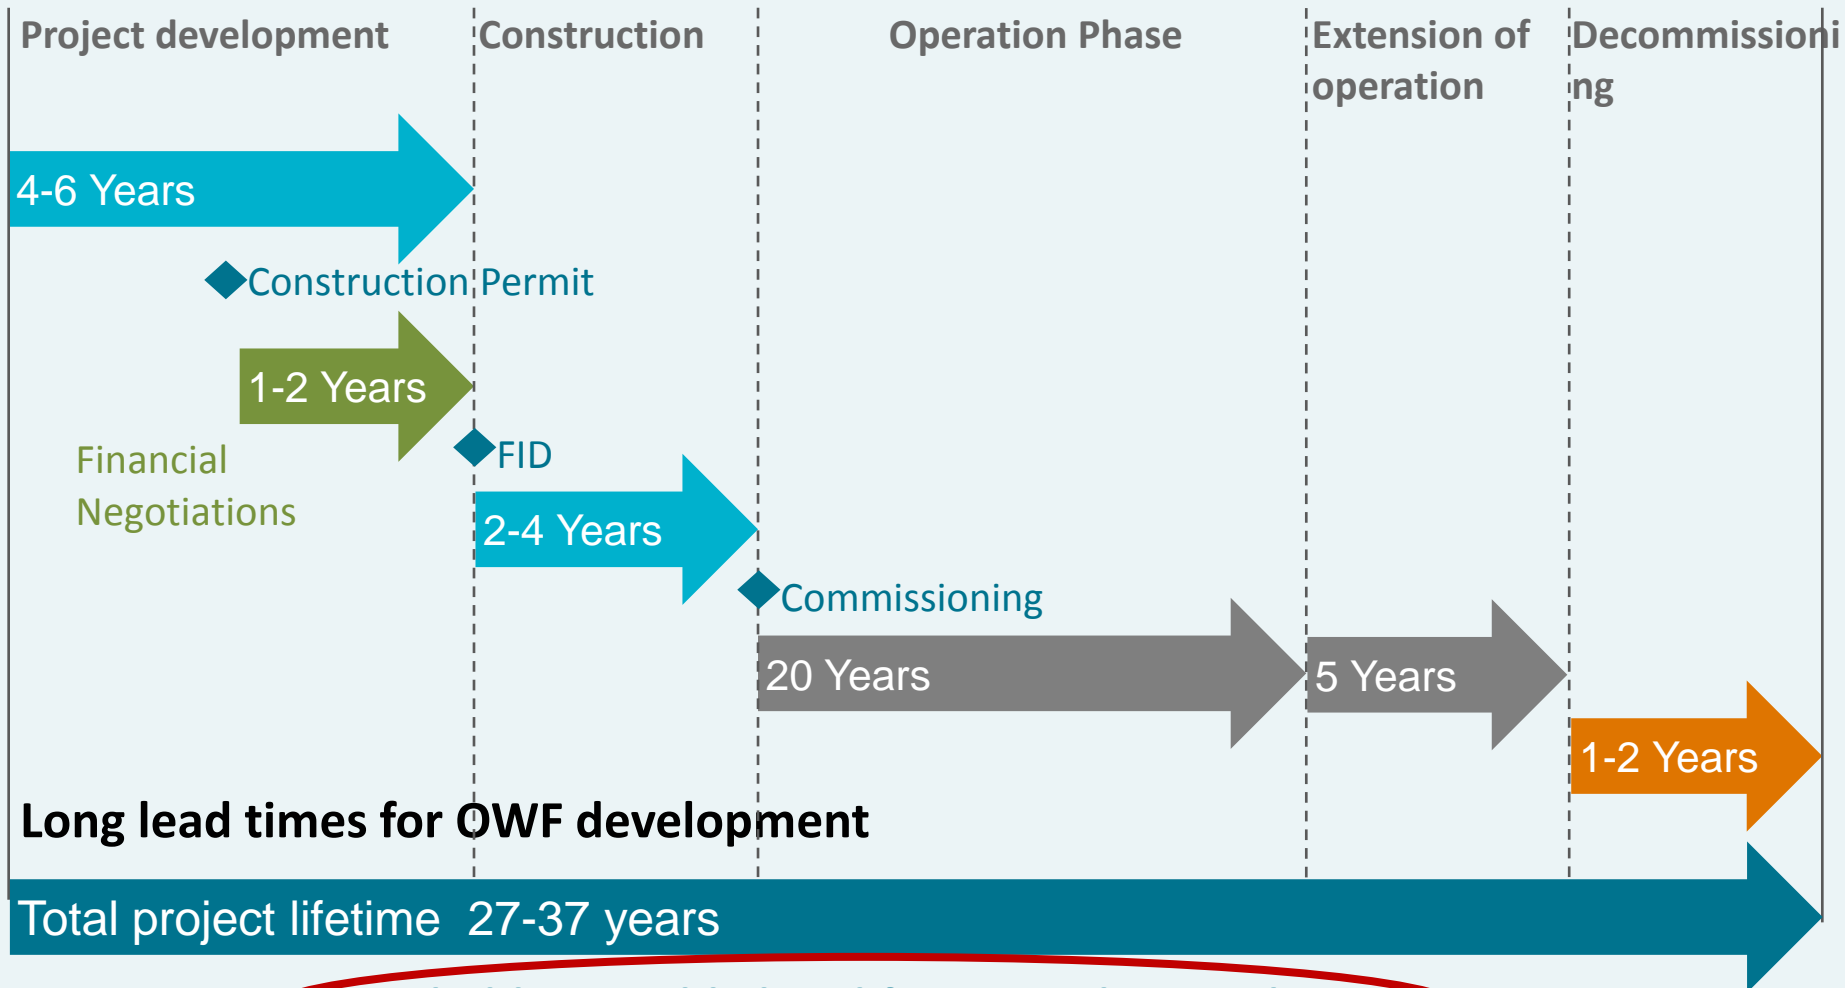 Project development
Construction
Operation Phase
Extension of
operation
Decommissioni
ng
4-6 Years
Construction Permit
1-2 Years
Financial
Negotiations
FID
2-4 Years
Commissioning
20 Years
5 Years
1-2 Years
Long lead times for OWF development
Total project lifetime 27-37 years